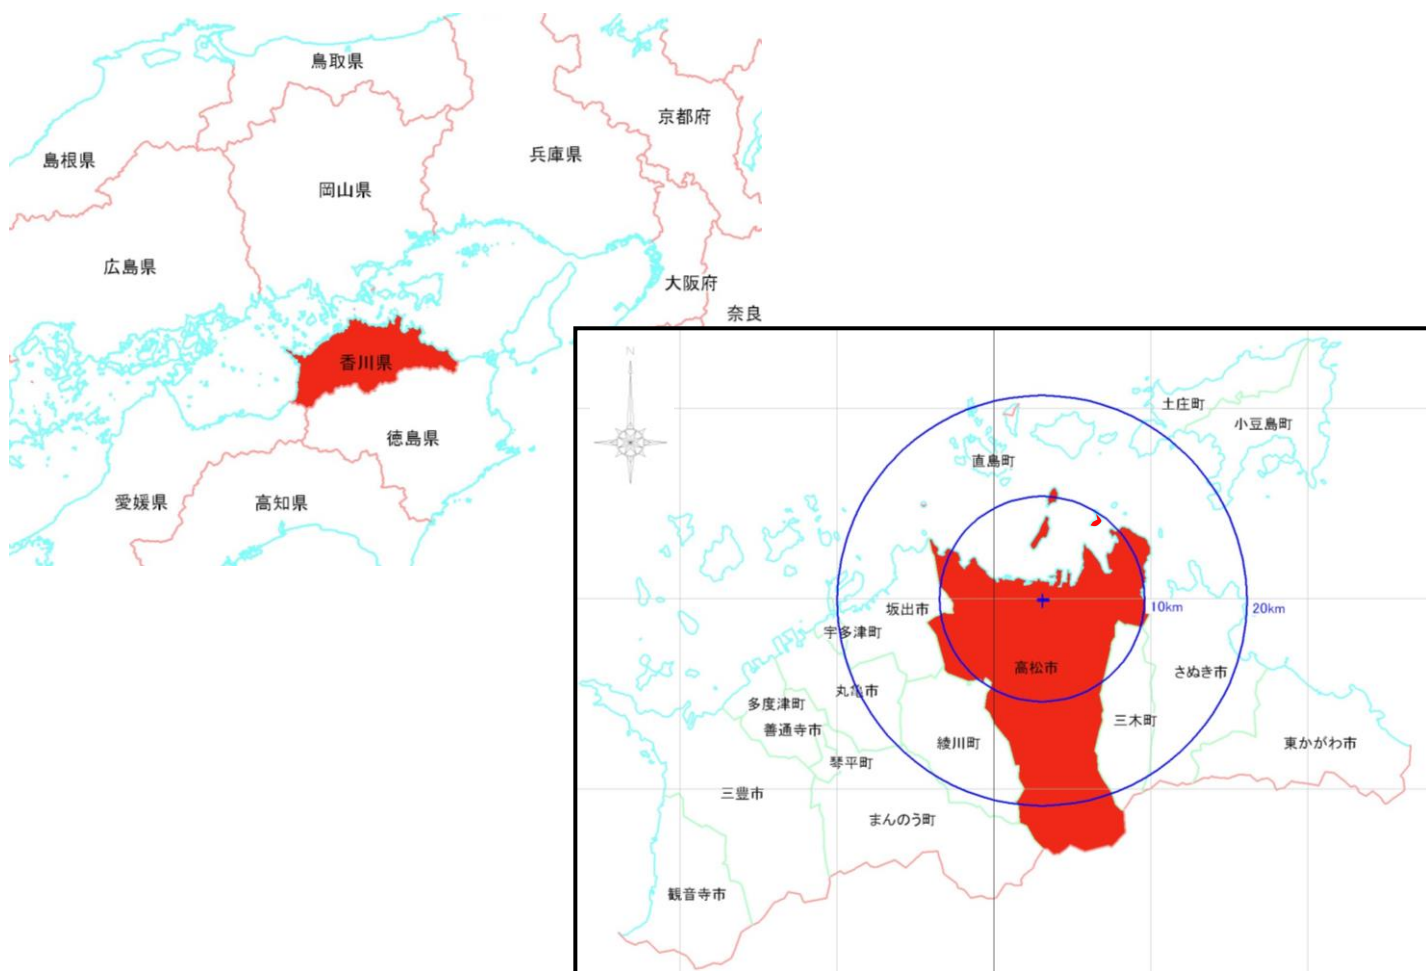 鳥取県
京都府
島根県
兵庫県
岡山県
広島県
大阪府
奈良
香川県
徳島県
愛媛県
高知県
N
土庄町
小豆島町
直島町
坂出市
10km
20km
宇多津町
高松市
さぬき市
丸亀市
多度津町
三木町
善通寺市
綾川町
東かがわ市
琴平町
三豊市
まんのう町
観音寺市